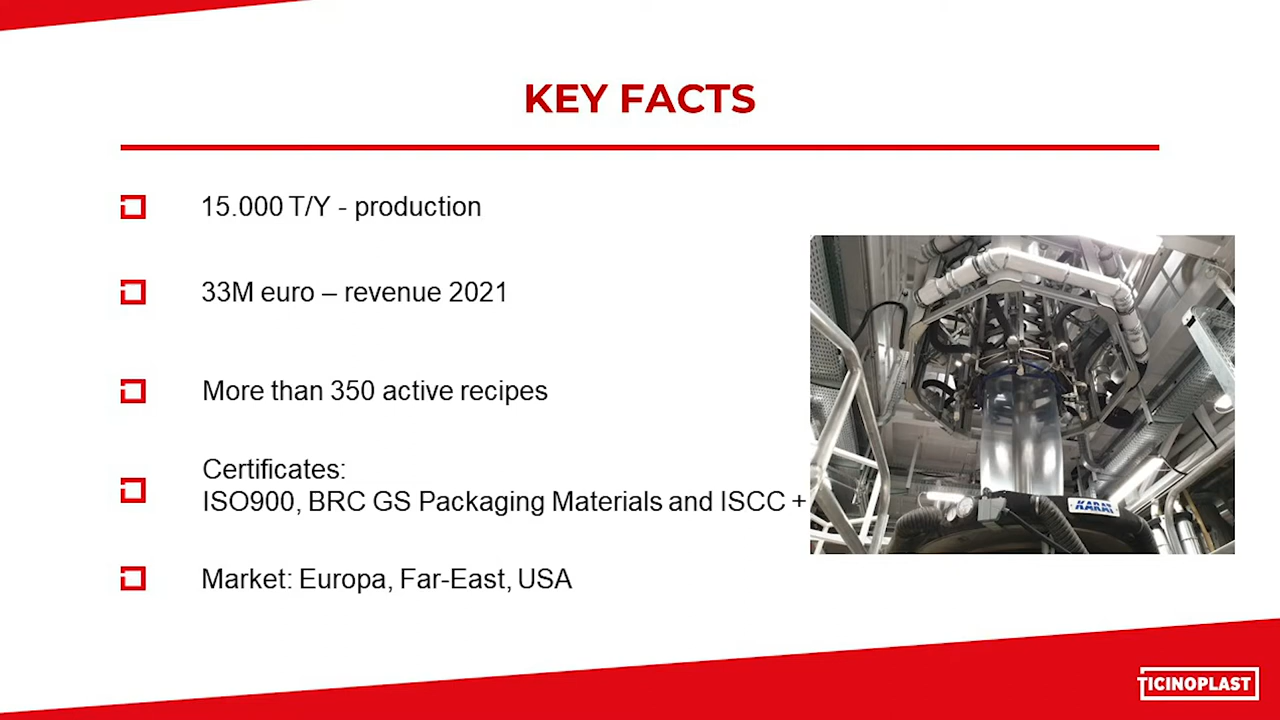 KEY FACTS
15.000 T/Y - production
33M euro – revenue 2021
More than 350 active recipes
Certificates:
ISO900, BRC GS Packaging Materials and ISCC +
Market: Europa, Far-East, USA
KARAT
TICINOPLAST